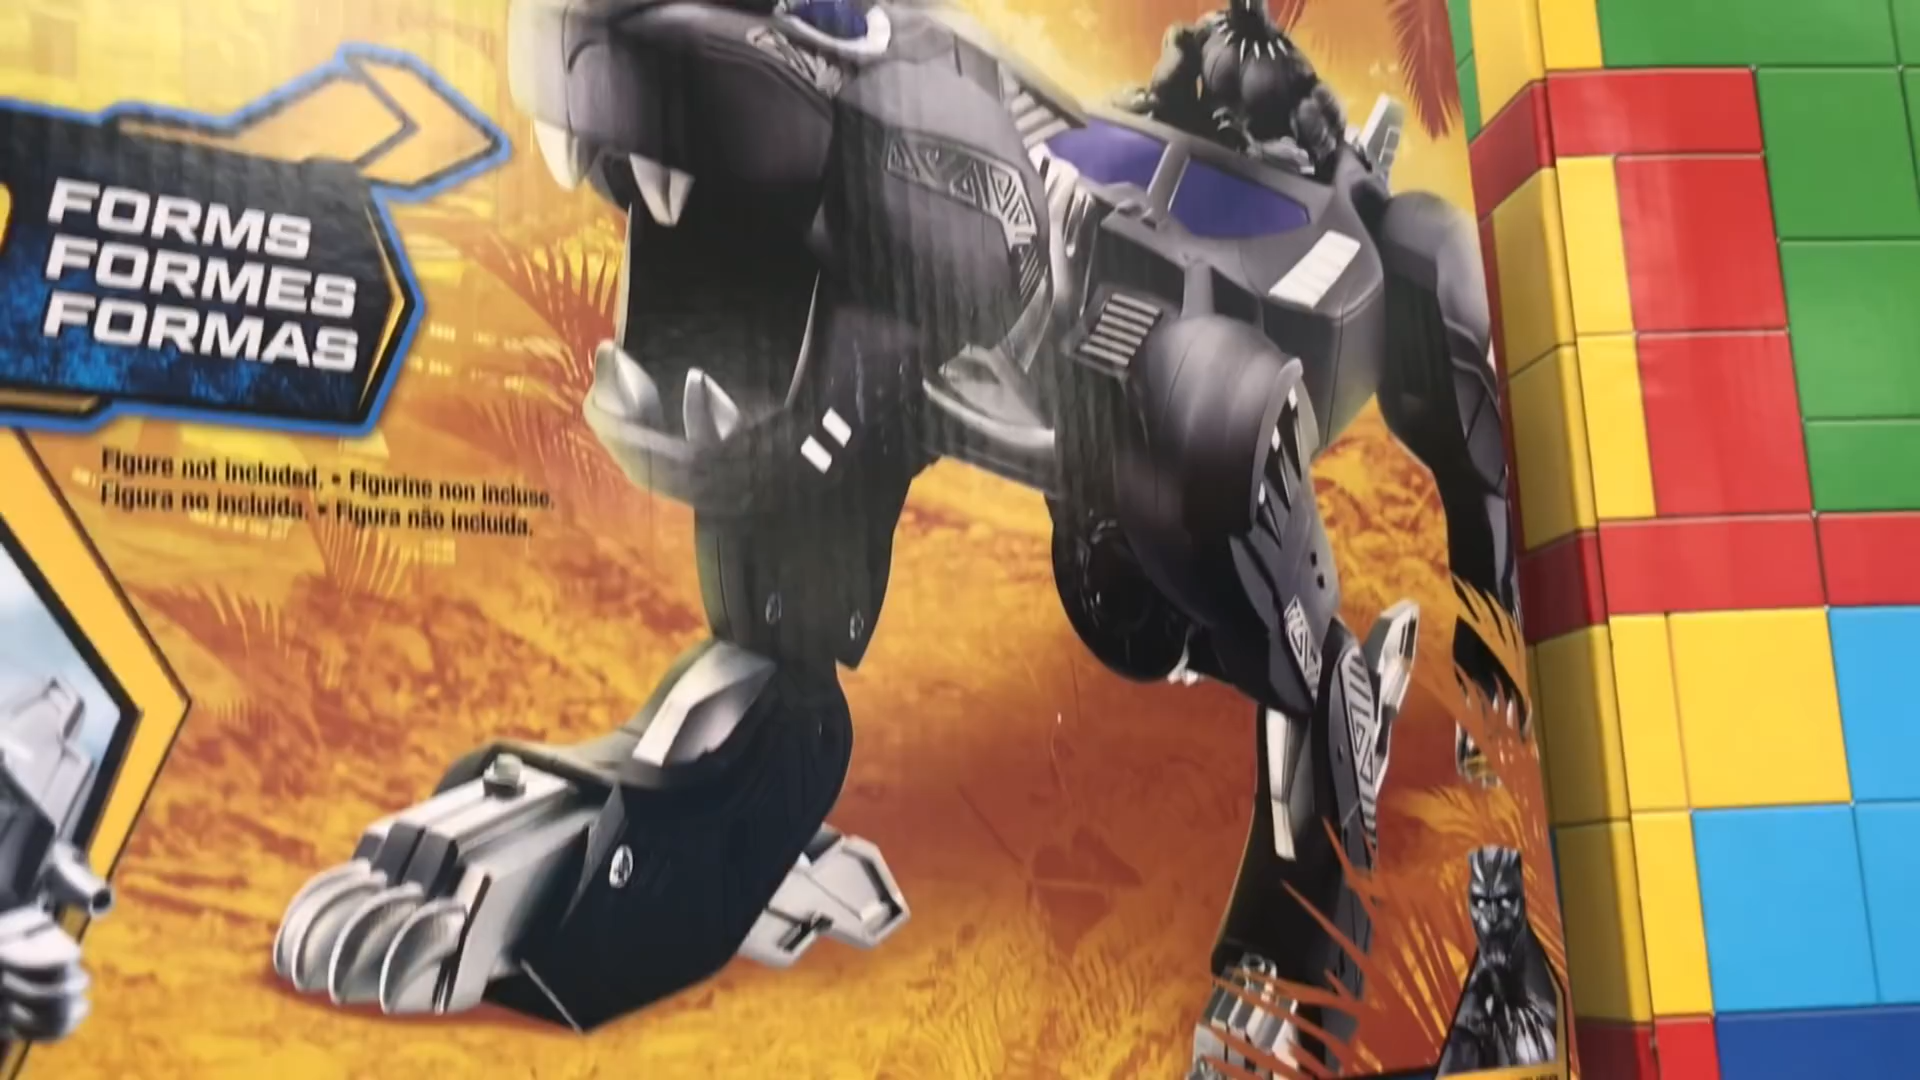 FORMS
FORMES
FORMAS
Figure not included. • Figurine non incluse.
Figura no incluida. • Figura não incluída.